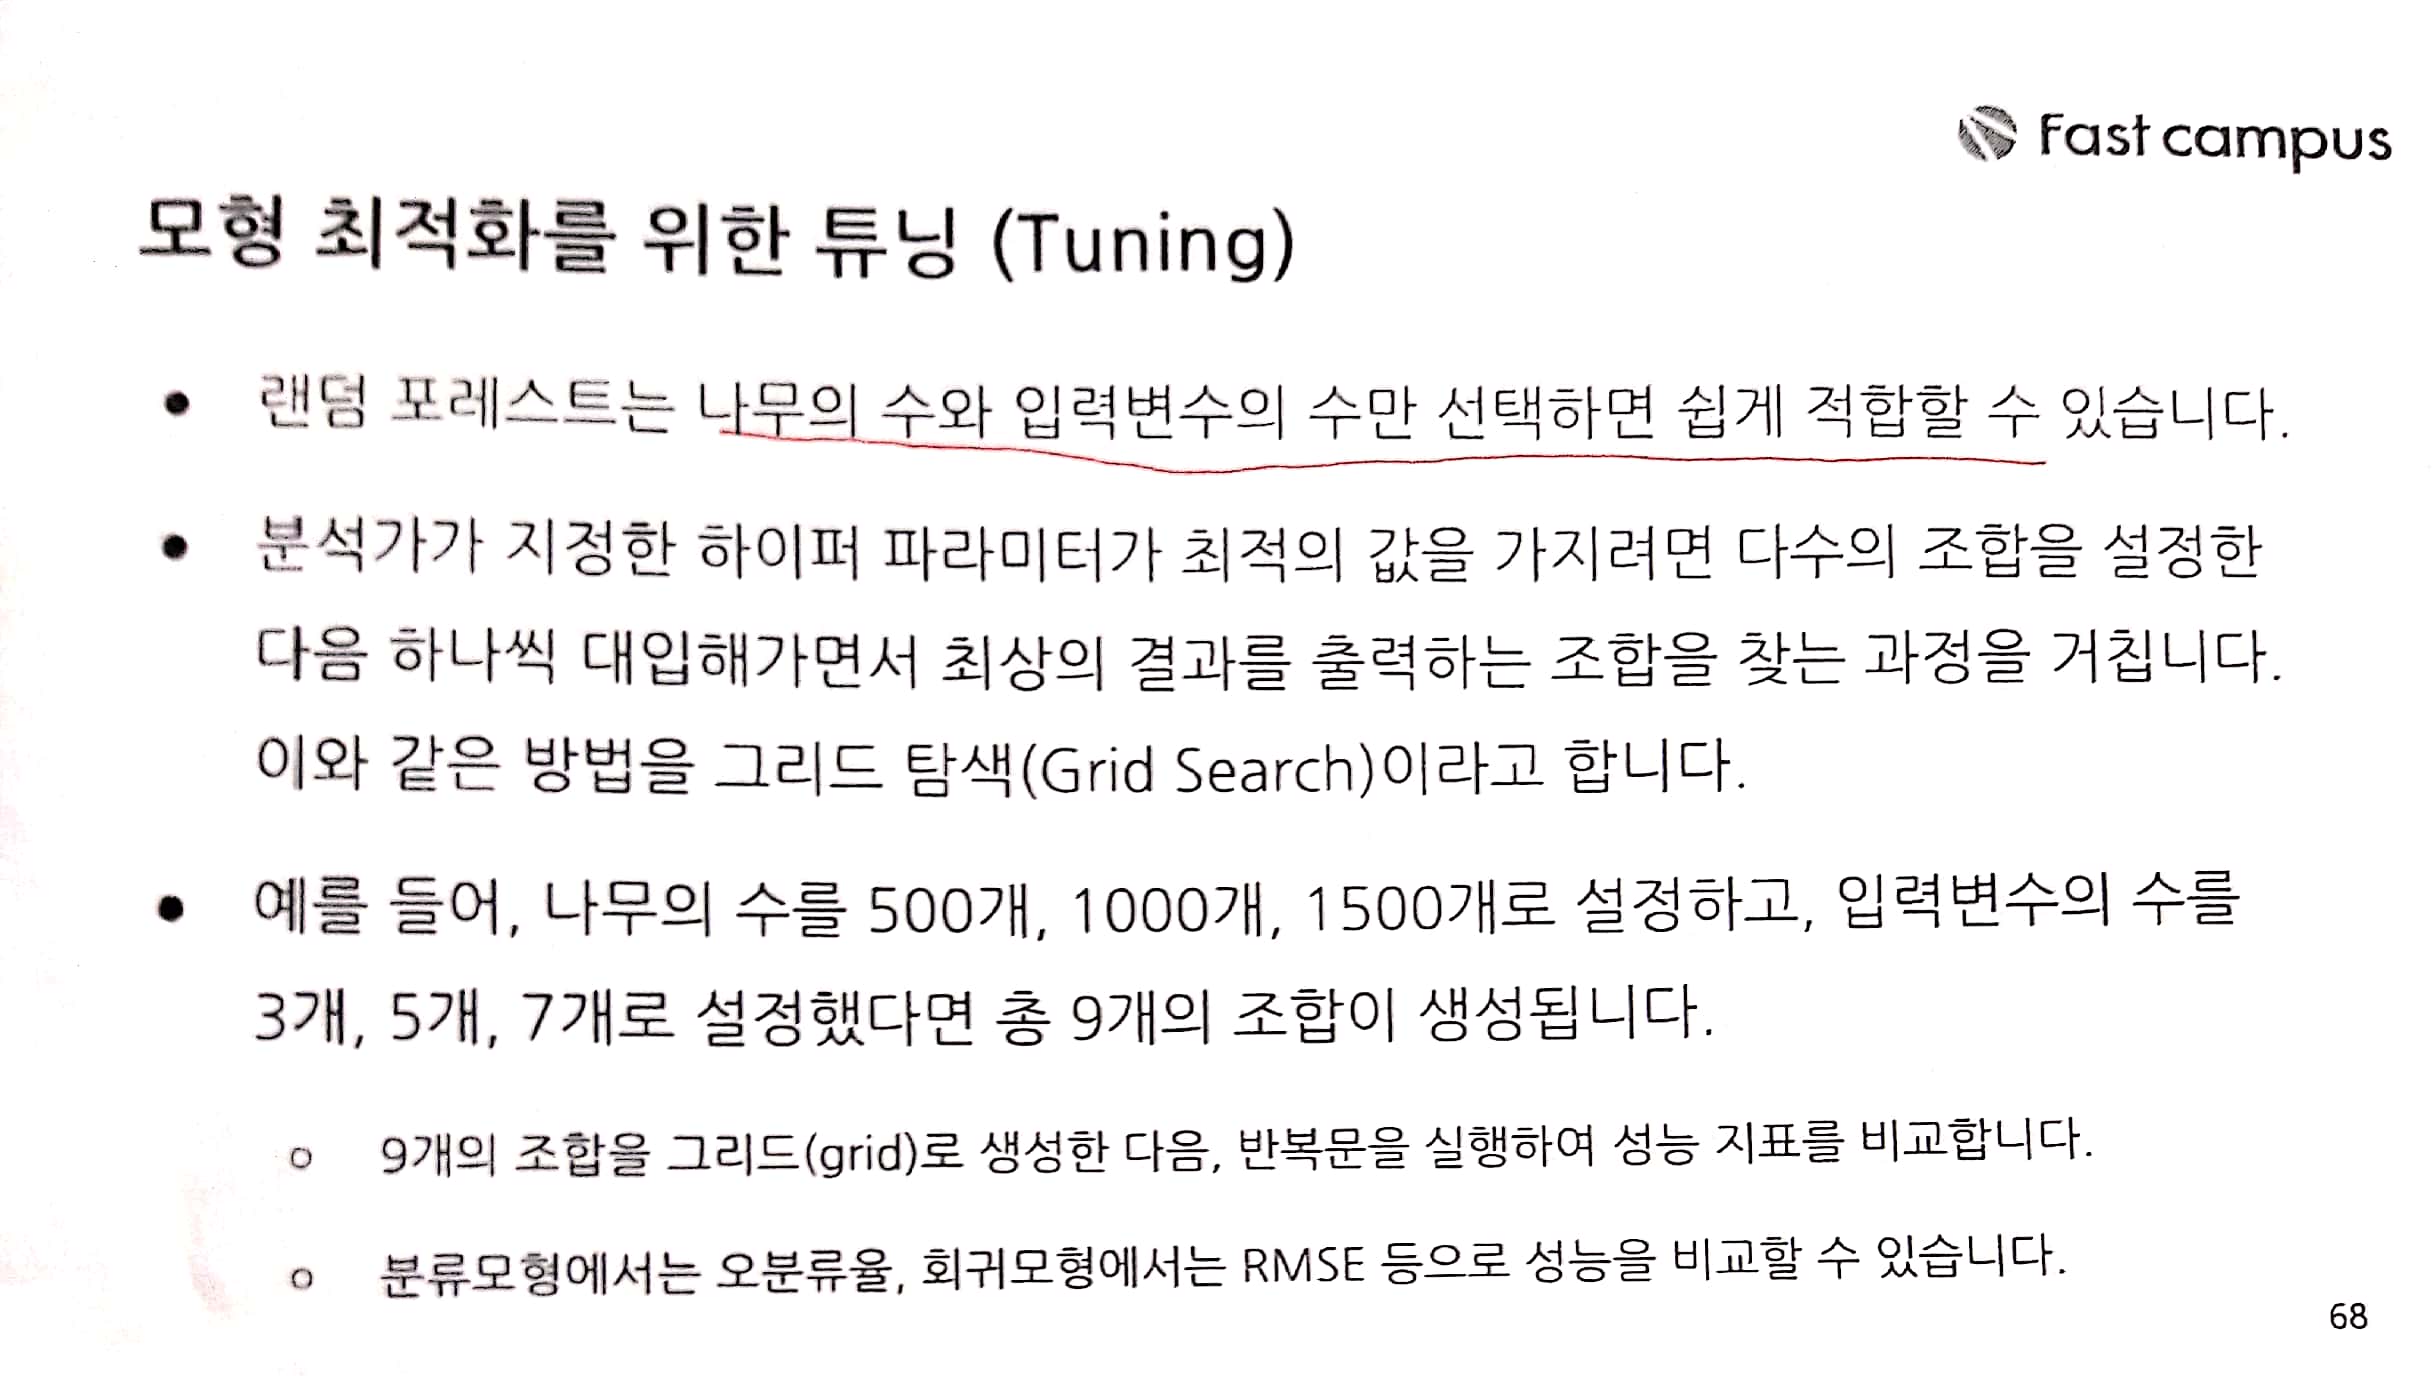 Fast campus
모형 최적화를 위한 튜닝 (Tuning)
● 랜덤 포레스트는 나무의 수와 입력변수의 수만 선택하면 쉽게 적합할 수 있습니다.
● 분석가가 지정한 하이퍼 파라미터가 최적의 값을 가지려면 다수의 조합을 설정한
다음 하나씩 대입해가면서 최상의 결과를 출력하는 조합을 찾는 과정을 거칩니다.
이와 같은 방법을 그리드 탐색(Grid Search)이라고 합니다.
● 예를 들어, 나무의 수를 500개, 1000개, 1500개로 설정하고, 입력변수의 수를
3개, 5개, 7개로 설정했다면 총 9개의 조합이 생성됩니다.
○ 9개의 조합을 그리드(grid)로 생성한 다음, 반복문을 실행하여 성능 지표를 비교합니다.
○ 분류모형에서는 오분류율, 회귀모형에서는 RMSE 등으로 성능을 비교할 수 있습니다.
68